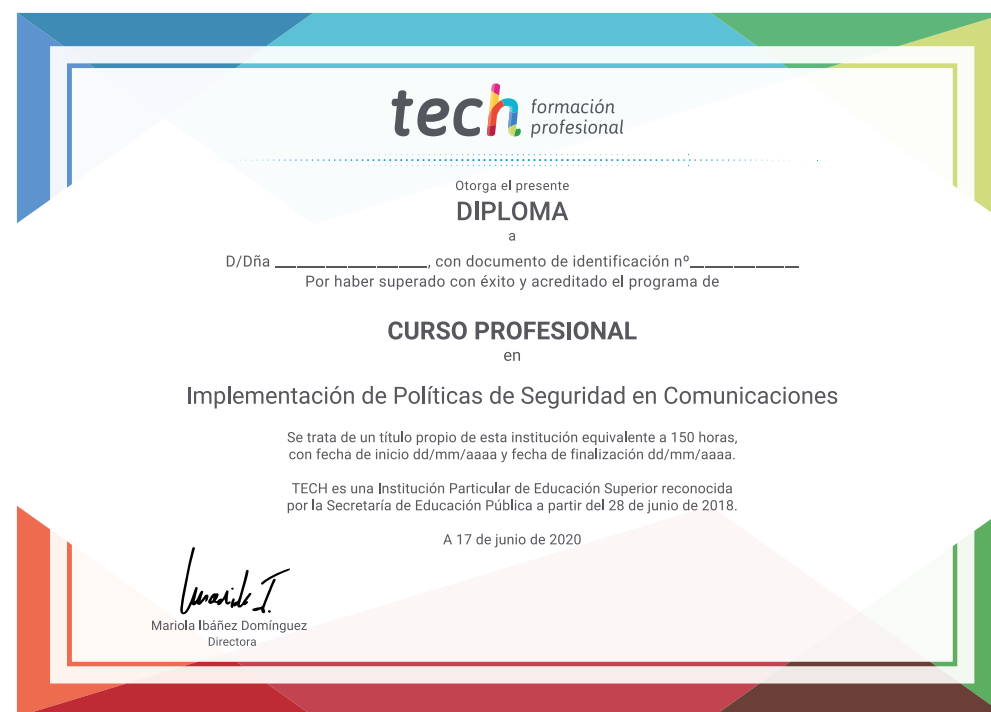 tech formación
profesional
Otorga el presente
DIPLOMA
a
D/Dña ______________, con documento de identificación nº__________
Por haber superado con éxito y acreditado el programa de
CURSO PROFESIONAL
en
Implementación de Políticas de Seguridad en Comunicaciones
Se trata de un título propio de esta institución equivalente a 150 horas,
con fecha de inicio dd/mm/aaaa y fecha de finalización dd/mm/aaaa.
TECH es una Institución Particular de Educación Superior reconocida
por la Secretaría de Educación Pública a partir del 28 de junio de 2018.
A 17 de junio de 2020
Mariola Ibáñez Domínguez
Directora